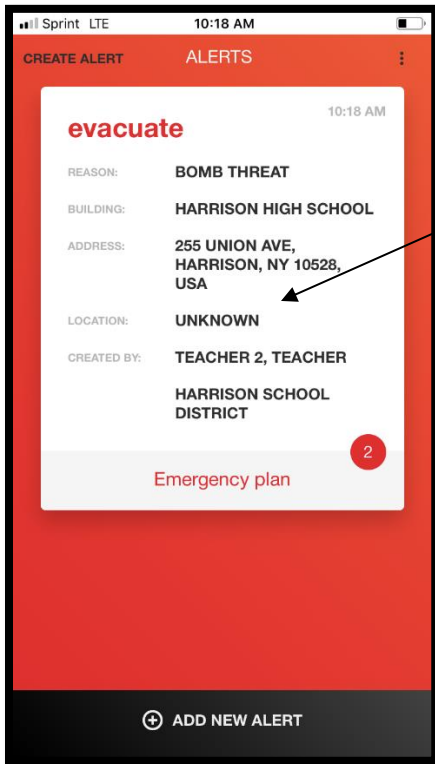 Sprint LTE 10:18 AM
CREATE ALERT ALERTS
10:18 AM
evacuate
REASON: BOMB THREAT
BUILDING: HARRISON HIGH SCHOOL
ADDRESS: 255 UNION AVE,
HARRISON, NY 10528,
USA
LOCATION: UNKNOWN
CREATED BY: TEACHER 2, TEACHER
HARRISON SCHOOL
DISTRICT
2
Emergency plan
ADD NEW ALERT